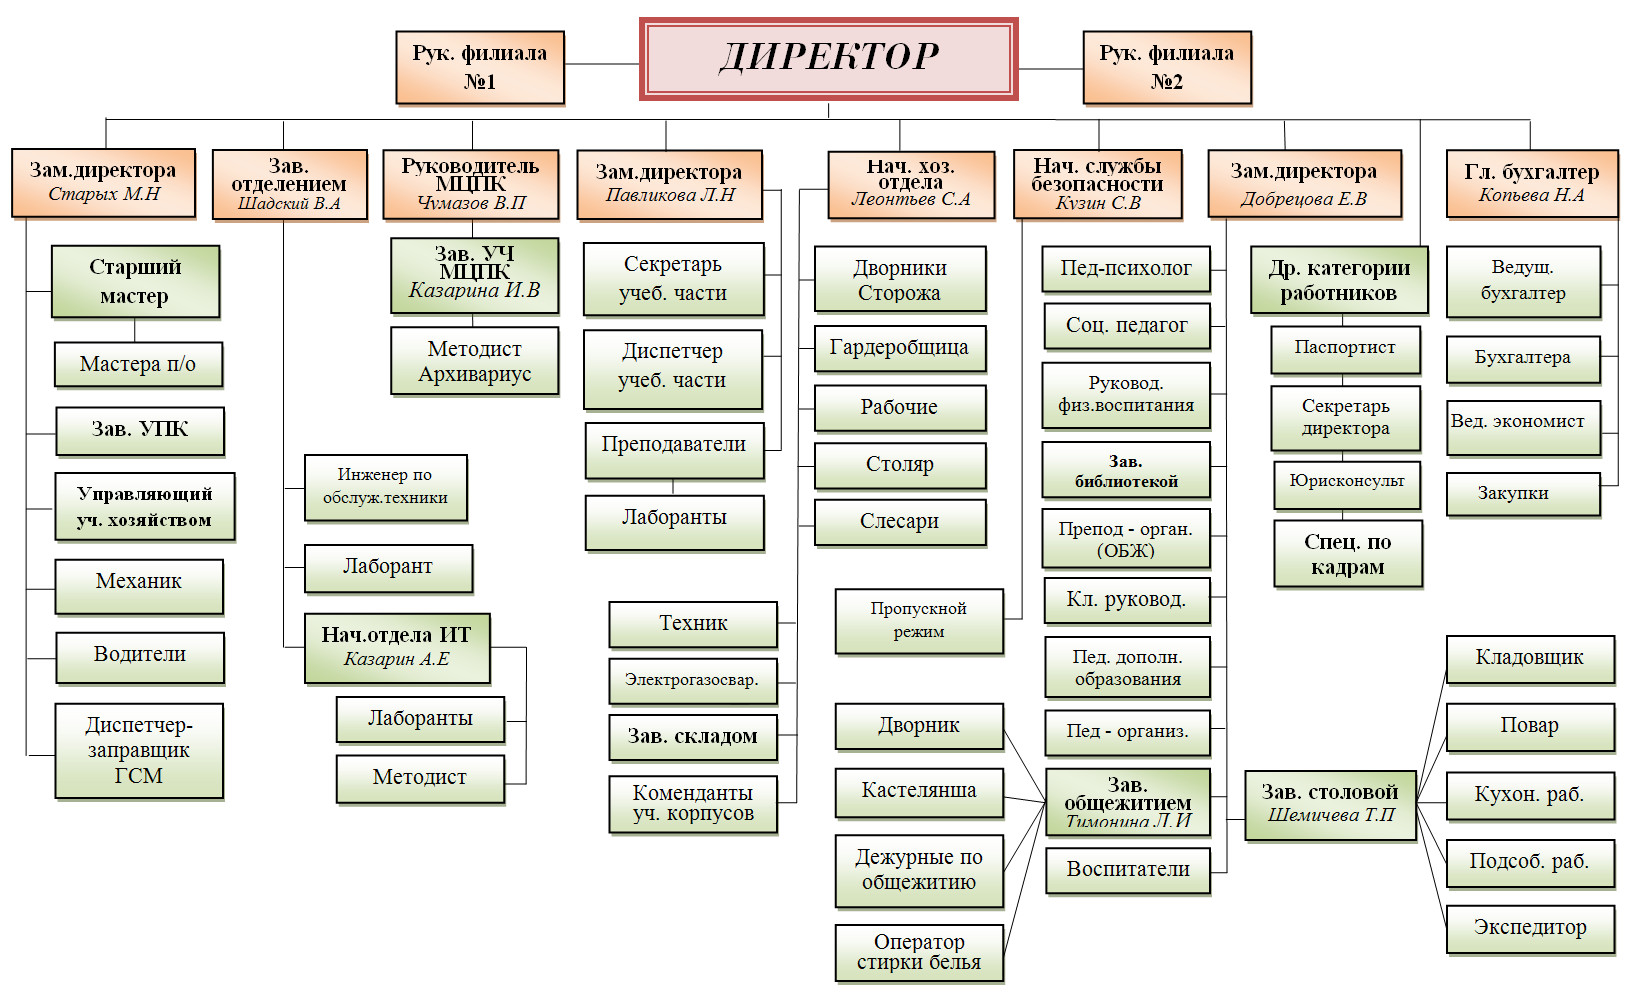 Рук. филиала
№1
ДИРЕКТОР
Рук. филиала
№2
Зам.директора
Старых М.Н
Зав.
отделением
Шадский В.А
Руководитель
МЦПК
Чумазов В.П
Зам.директора
Павликова Л.Н
Нач. хоз.
отдела
Леонтьев С.А
Нач. службы
безопасности
Кузин С.В
Зам.директора
Добрецова Е.В
Гл. бухгалтер
Копьева Н.А
Старший
мастер
Мастера п/о
Зав. УПК
Управляющий
уч. хозяйством
Механик
Водители
Диспетчер-
заправщик
ГСМ
Инженер по
обслуж.техники
Лаборант
Нач.отдела ИТ
Казарин А.Е
Лаборанты
Методист
Зав. УЧ
МЦПК
Казарина И.В
Методист
Архивариус
Секретарь
учеб. части
Диспетчер
учеб. части
Преподаватели
Лаборанты
Дворники
Сторожа
Гардеробщица
Рабочие
Столяр
Слесари
Техник
Электрогазосвар.
Зав. складом
Коменданты
уч. корпусов
Пропускной
режим
Пед-психолог
Соц. педагог
Руковод.
физ.воспитания
Зав.
библиотекой
Препод - орган.
(ОБЖ)
Кл. руковод.
Пед. дополн.
образования
Пед - организ.
Зав.
общежитием
Тимонина Л.И
Воспитатели
Дворник
Кастелянша
Дежурные по
общежитию
Оператор
стирки белья
Др. категории
работников
Паспортист
Секретарь
директора
Юрисконсульт
Спец. по
кадрам
Зав. столовой
Шемичева Т.П
Ведущ.
бухгалтер
Бухгалтера
Вед. экономист
Закупки
Кладовщик
Повар
Кухон. раб.
Подсоб. раб.
Экспедитор